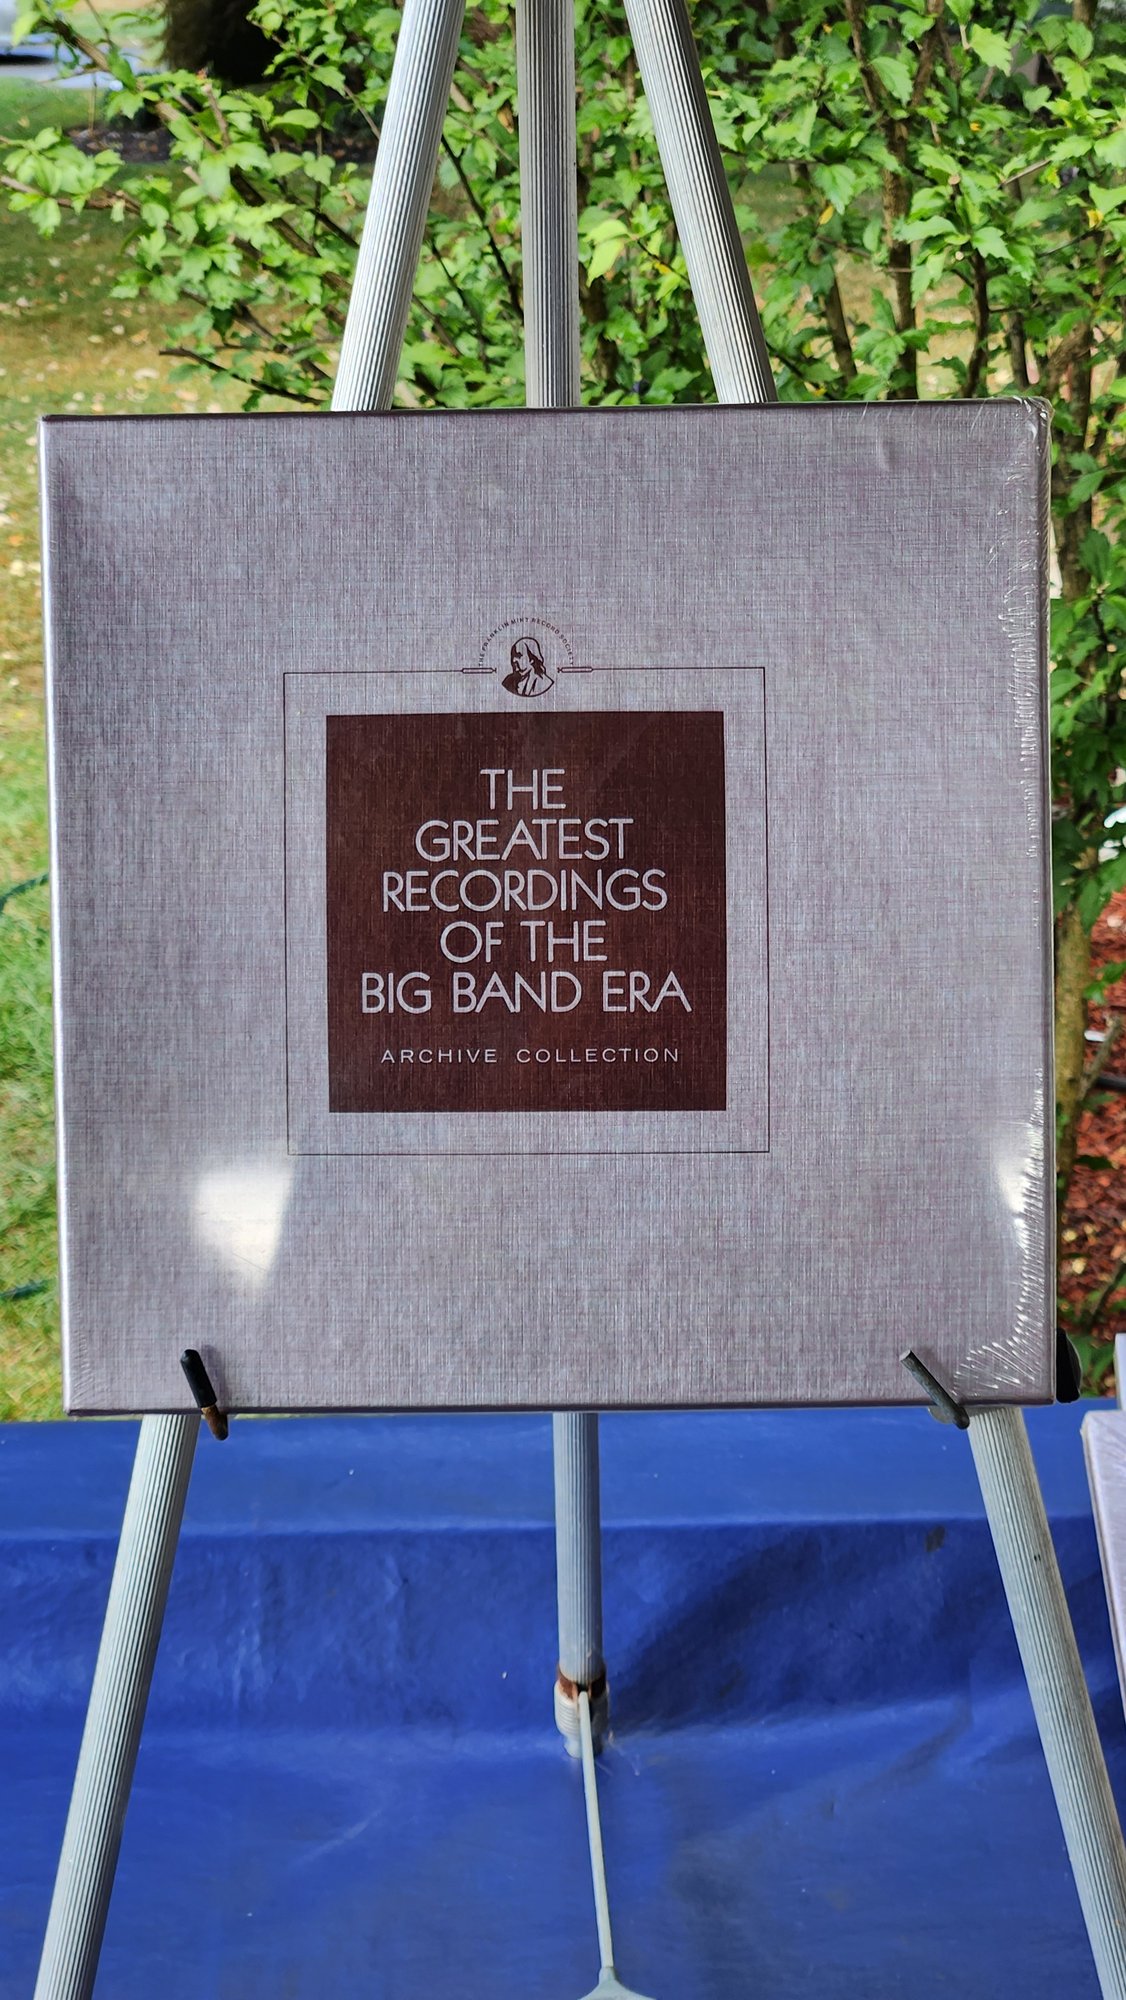 THE FRANKLIN MINT RECORD SOCIETY
THE
GREATEST
RECORDINGS
OF THE
BIG BAND ERA
ARCHIVE COLLECTION